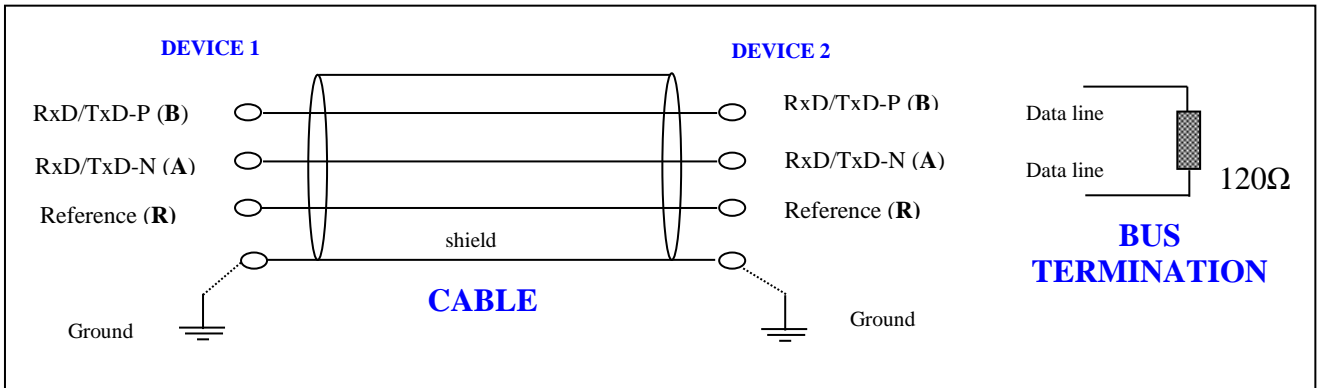 DEVICE 1
DEVICE 2
RxD/TxD-P (B)
RxD/TxD-P (B)
Data line
RxD/TxD-N (A)
RxD/TxD-N (A)
Data line
120Ω
Reference (R)
Reference (R)
shield
BUS
TERMINATION
CABLE
Ground
Ground